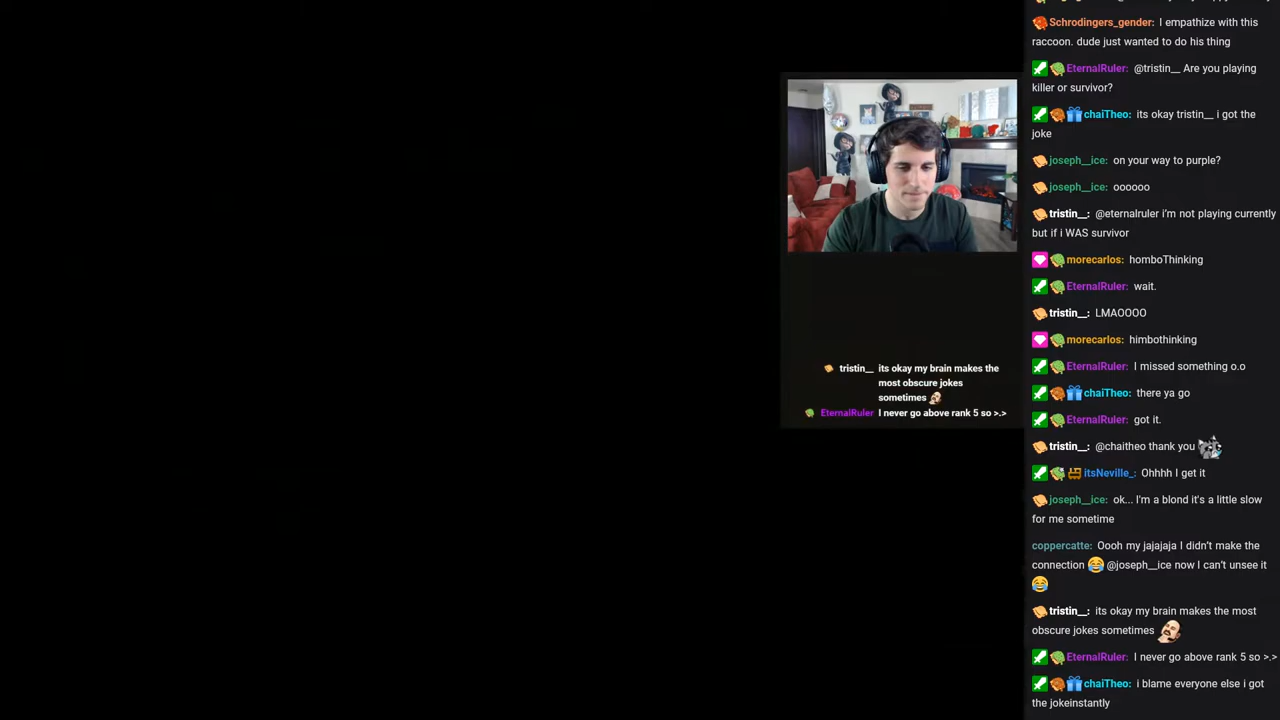 Schrodingers_gender: I empathize with this
raccoon. dude just wanted to do his thing
EternalRuler: @tristin__ Are you playing
killer or survivor?
chaiTheo: its okay tristin__ i got the
joke
joseph__ice: on your way to purple?
joseph__ice: oooooo
tristin__: @eternalruler i'm not playing currently
but if i WAS survivor
morecarlos: homboThinking
EternalRuler: wait.
tristin__: LMAOOOO
morecarlos: himbothinking
EternalRuler: I missed something o.o
chaiTheo: there ya go
EternalRuler: got it.
tristin__: @chaitheo thank you
itsNeville_: Ohhhh I get it
joseph__ice: ok... I'm a blond it's a little slow
for me sometime
coppercatte: Oooh my jajajaja I didn't make the
connection 😂 @joseph__ice now I can't unsee it
😂
tristin__: its okay my brain makes the most
obscure jokes sometimes
EternalRuler: I never go above rank 5 so >.>
chaiTheo: i blame everyone else i got
the jokeinstantly
tristin__ its okay my brain makes the
most obscure jokes
sometimes
EternalRuler I never go above rank 5 so >.>